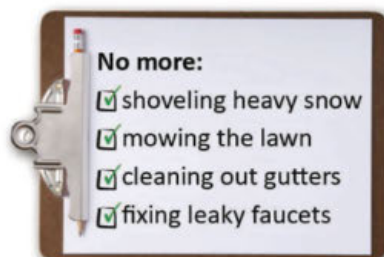 No more:
shoveling heavy snow
mowing the lawn
cleaning out gutters
fixing leaky faucets